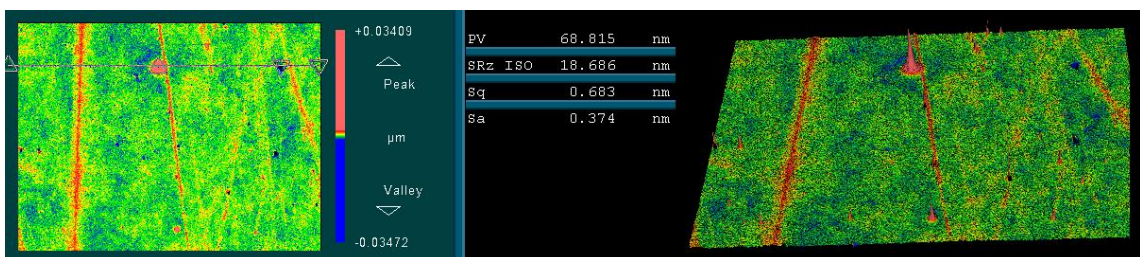 +0.03409
Peak
µm
Valley
-0.03472
PV 68.815 nm
SRz ISO 18.686 nm
Sq 0.683 nm
Sa 0.374 nm